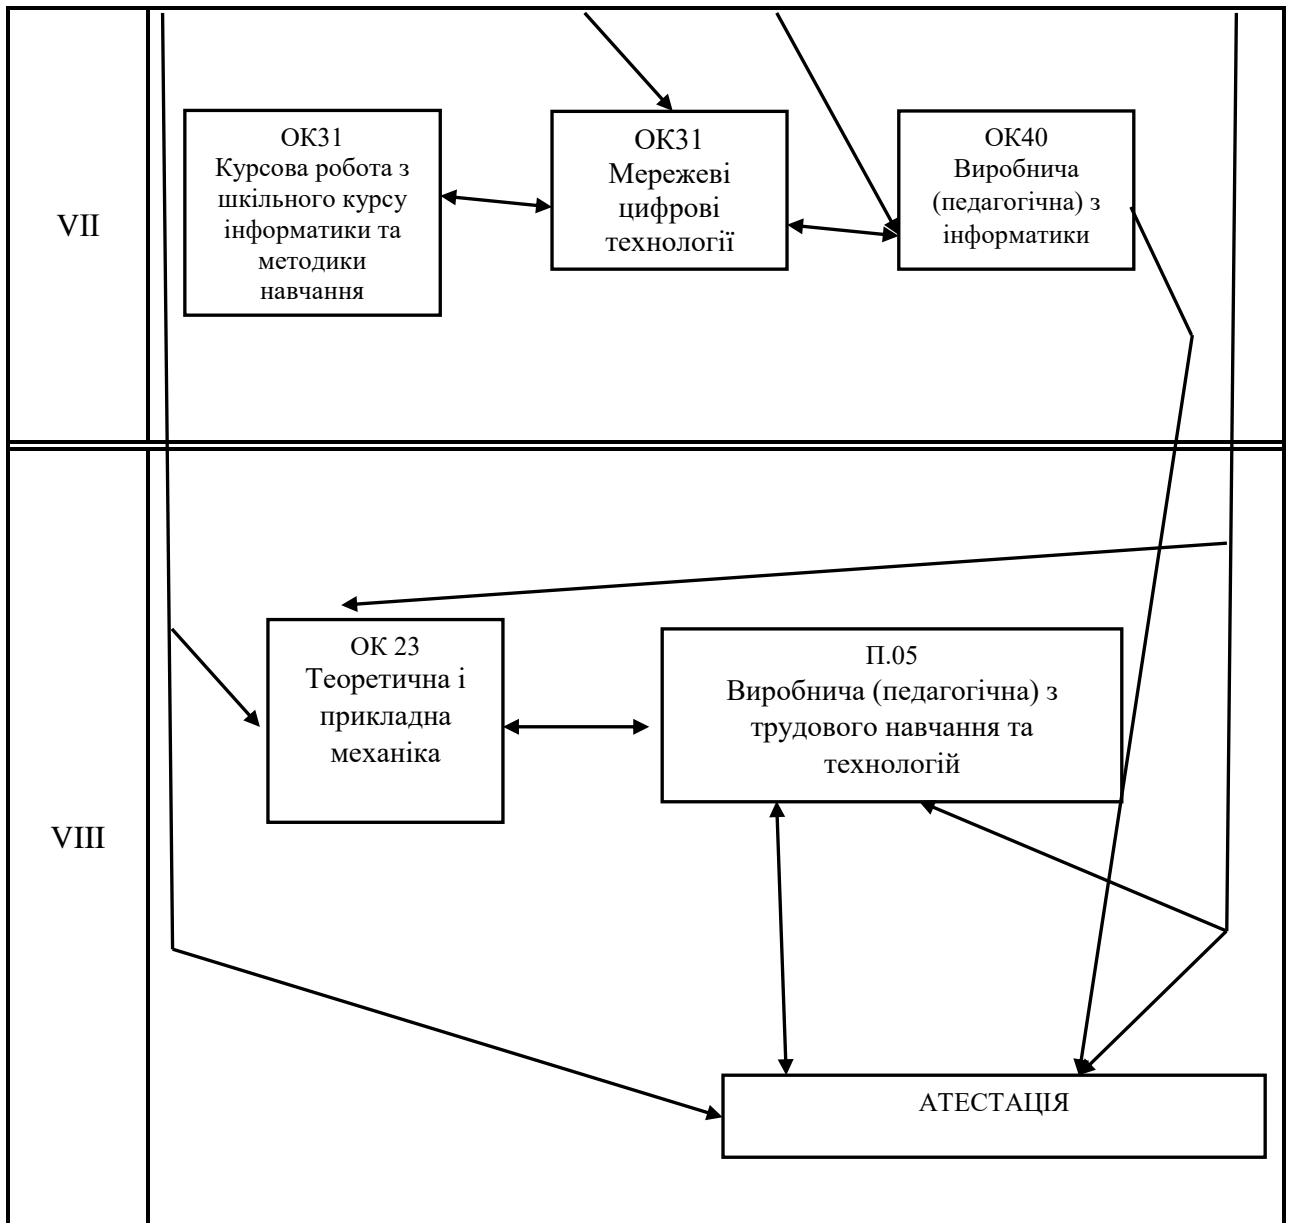 VII
ОК31
Курсова робота з
шкільного курсу
інформатики та
методики
навчання
ОК31
Мережеві
цифрові
технології
ОК40
Виробнича
(педагогічна) з
інформатики
VIII
ОК 23
Теоретична і
прикладна
механіка
П.05
Виробнича (педагогічна) з
трудового навчання та
технологій
АТЕСТАЦІЯ